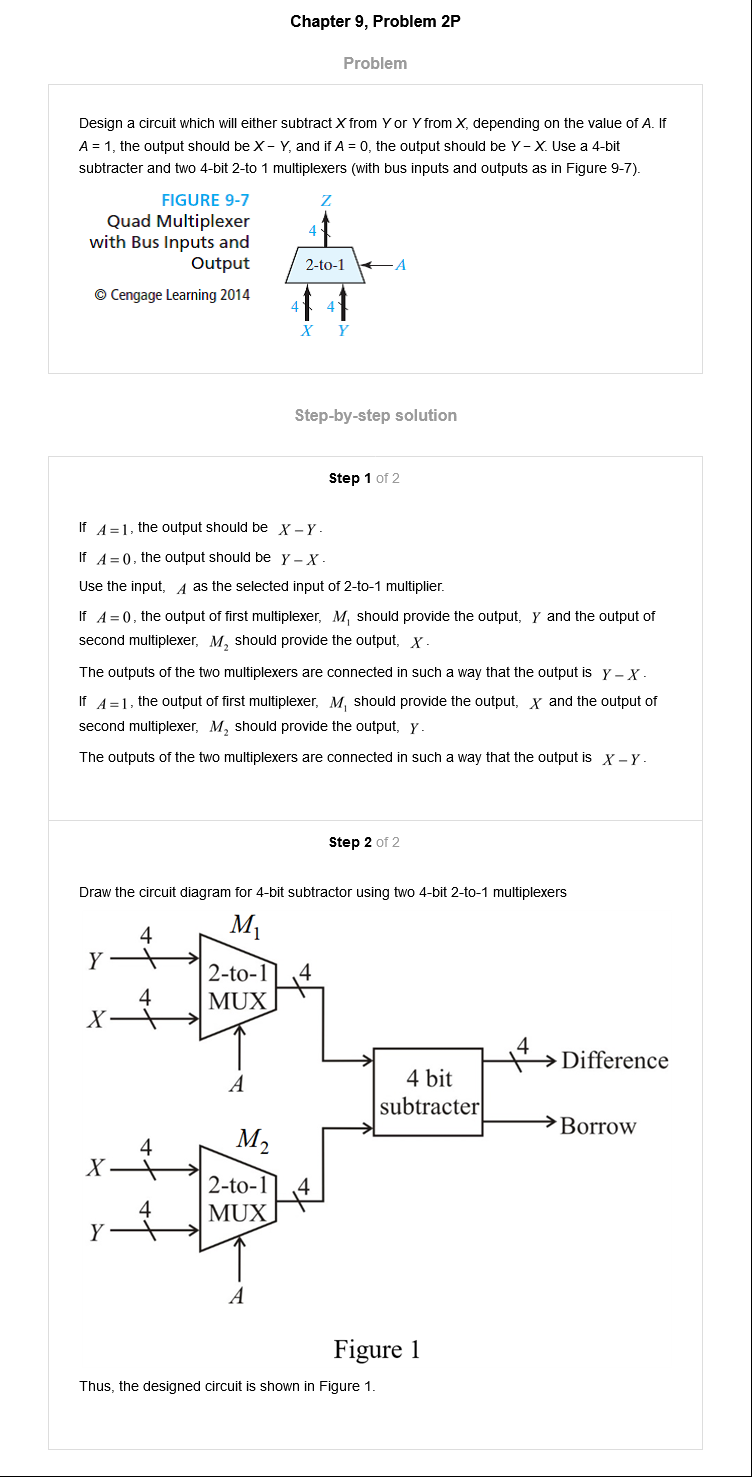 Chapter 9, Problem 2P
Problem
Design a circuit which will either subtract X from Y or Y from X, depending on the value of A. If
A = 1, the output should be X − Y, and if A = 0, the output should be Y − X. Use a 4-bit
subtracter and two 4-bit 2-to 1 multiplexers (with bus inputs and outputs as in Figure 9-7).
FIGURE 9-7
Quad Multiplexer
with Bus Inputs and
Output
© Cengage Learning 2014
Z
4
2-to-1
A
4
4
X
Y
Step-by-step solution
Step 1 of 2
If A = 1, the output should be X − Y.
If A = 0, the output should be Y − X.
Use the input, A as the selected input of 2-to-1 multiplier.
If A = 0, the output of first multiplexer, M₁ should provide the output, Y and the output of
second multiplexer, M₂ should provide the output, X.
The outputs of the two multiplexers are connected in such a way that the output is Y − X.
If A = 1, the output of first multiplexer, M₁ should provide the output, X and the output of
second multiplexer, M₂ should provide the output, Y.
The outputs of the two multiplexers are connected in such a way that the output is X − Y.
Step 2 of 2
Draw the circuit diagram for 4-bit subtractor using two 4-bit 2-to-1 multiplexers
M₁
4
Y
2-to-1
MUX
4
4
X
A
4 bit
subtracter
4
Difference
Borrow
M₂
4
X
2-to-1
MUX
4
4
Y
A
Figure 1
Thus, the designed circuit is shown in Figure 1.